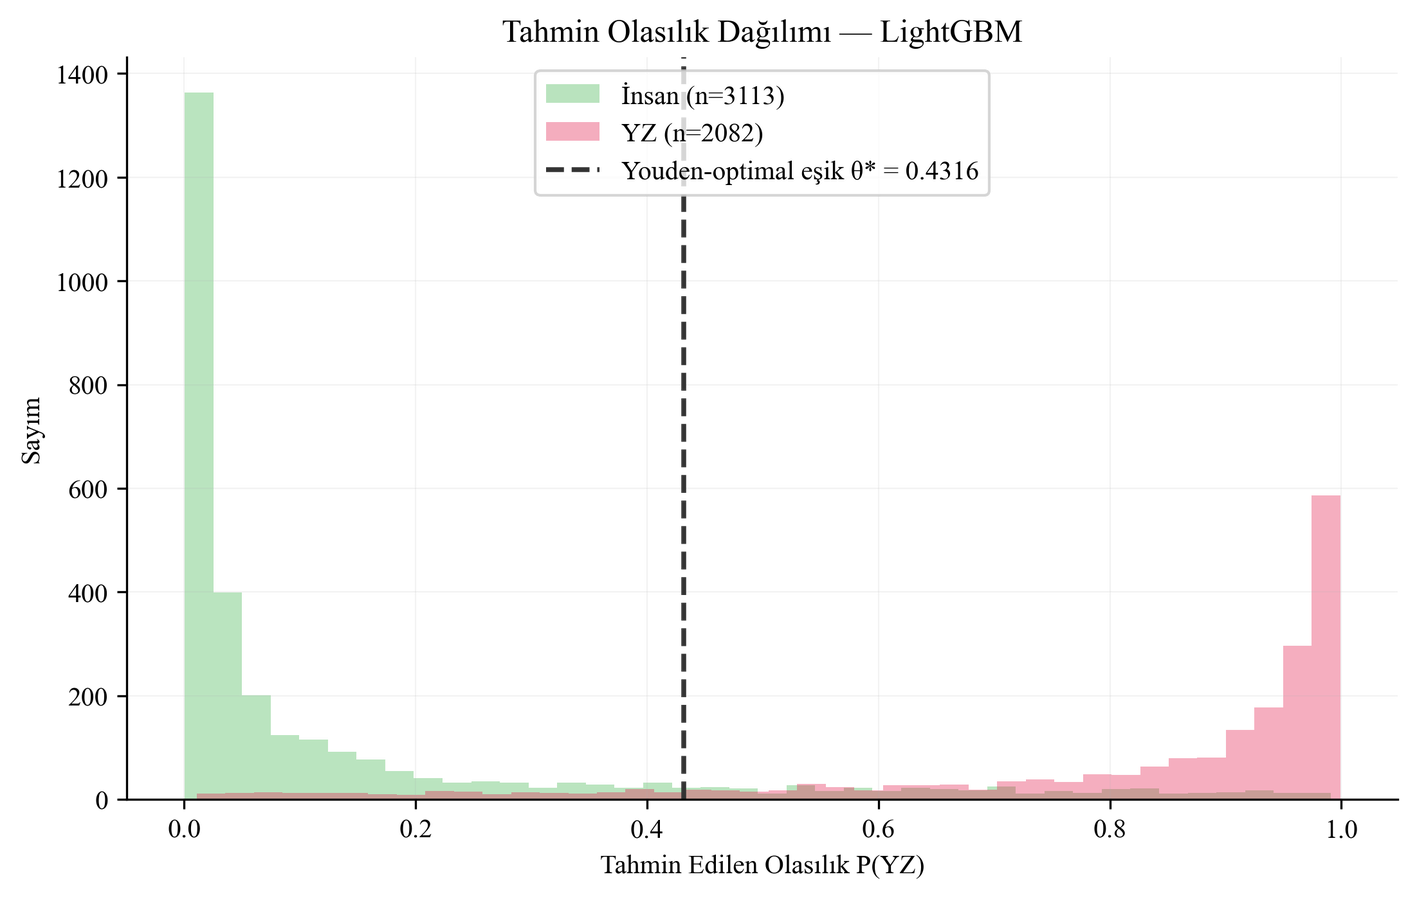 Tahmin Olasılık Dağılımı — LightGBM
İnsan (n=3113)
YZ (n=2082)
Youden-optimal eşik θ* = 0.4316
Sayım
1400
1200
1000
800
600
400
200
0
0.0 0.2 0.4 0.6 0.8 1.0
Tahmin Edilen Olasılık P(YZ)